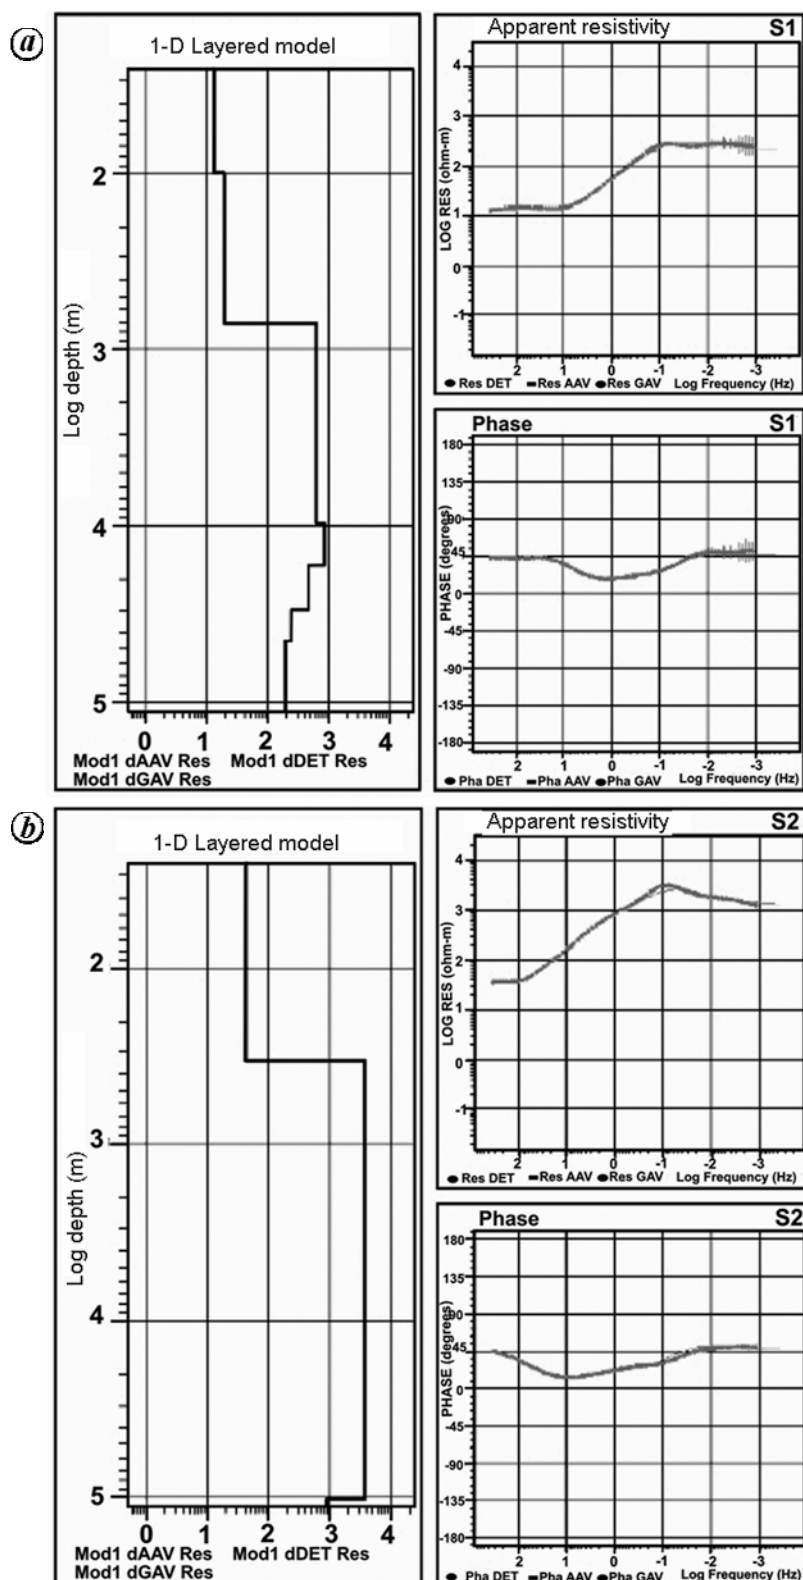 a
1-D Layered model
Log depth (m)
2
3
4
5
0 1 2 3 4
Mod1 dAAV Res Mod1 dDET Res
Mod1 dGAV Res
Apparent resistivity S1
LOG RES (ohm-m)
4
3
2
1
0
-1
2 1 0 -1 -2 -3
Res DET Res AAV Res GAV Log Frequency (Hz)
Phase S1
PHASE (degrees)
180
135
90
45
0
-45
-90
-135
-180
2 1 0 -1 -2 -3
Pha DET Pha AAV Pha GAV Log Frequency (Hz)
b
1-D Layered model
Log depth (m)
2
3
4
5
0 1 2 3 4
Mod1 dAAV Res Mod1 dDET Res
Mod1 dGAV Res
Apparent resistivity S2
LOG RES (ohm-m)
4
3
2
1
0
-1
2 1 0 -1 -2 -3
Res DET Res AAV Res GAV Log Frequency (Hz)
Phase S2
PHASE (degrees)
180
135
90
45
0
-45
-90
-135
-180
2 1 0 -1 -2 -3
Pha DET Pha AAV Pha GAV Log Frequency (Hz)